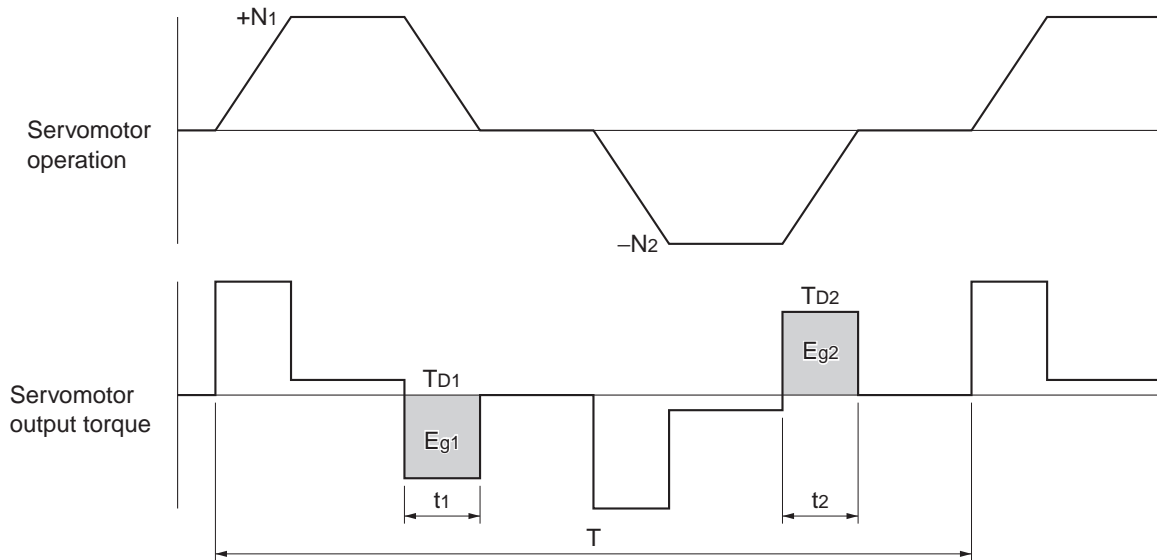 +N1
Servomotor
operation
–N2
TD2
Eg2
TD1
Servomotor
output torque
Eg1
t1
t2
T